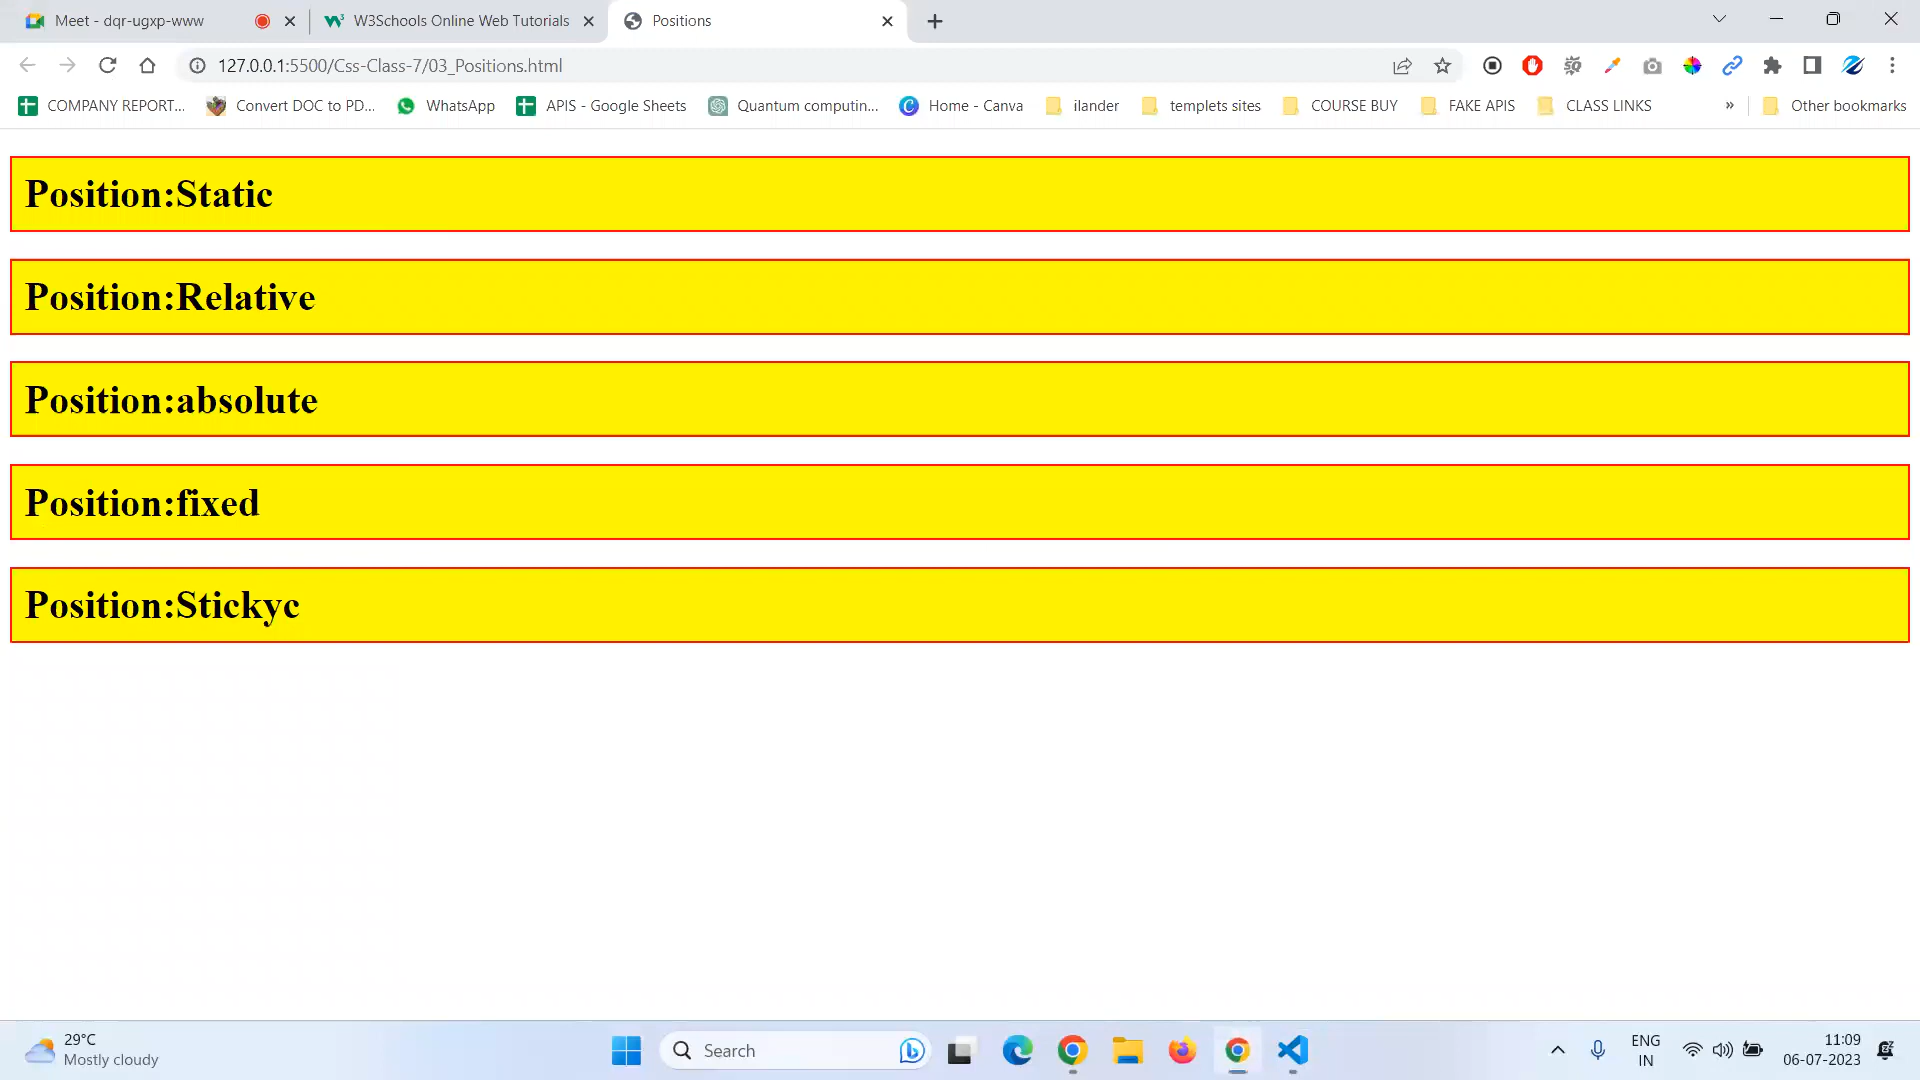 Meet - dqr-ugxp-www
W3Schools Online Web Tutorials
Positions
127.0.0.1:5500/Css-Class-7/03_Positions.html
COMPANY REPORT...
Convert DOC to PD...
WhatsApp
APIS - Google Sheets
Quantum computin...
Home - Canva
ilander
templets sites
COURSE BUY
FAKE APIS
CLASS LINKS
»
Other bookmarks
Position:Static
Position:Relative
Position:absolute
Position:fixed
Position:Stickyc
29°C
Mostly cloudy
Search
ENG
IN
11:09
06-07-2023